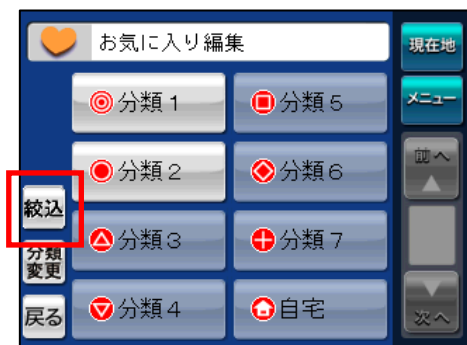 お気に入り編集
現在地
分類1
分類5
メニュー
分類2
分類6
前へ
絞込
分類3
分類7
分類
変更
分類4
自宅
戻る
次へ